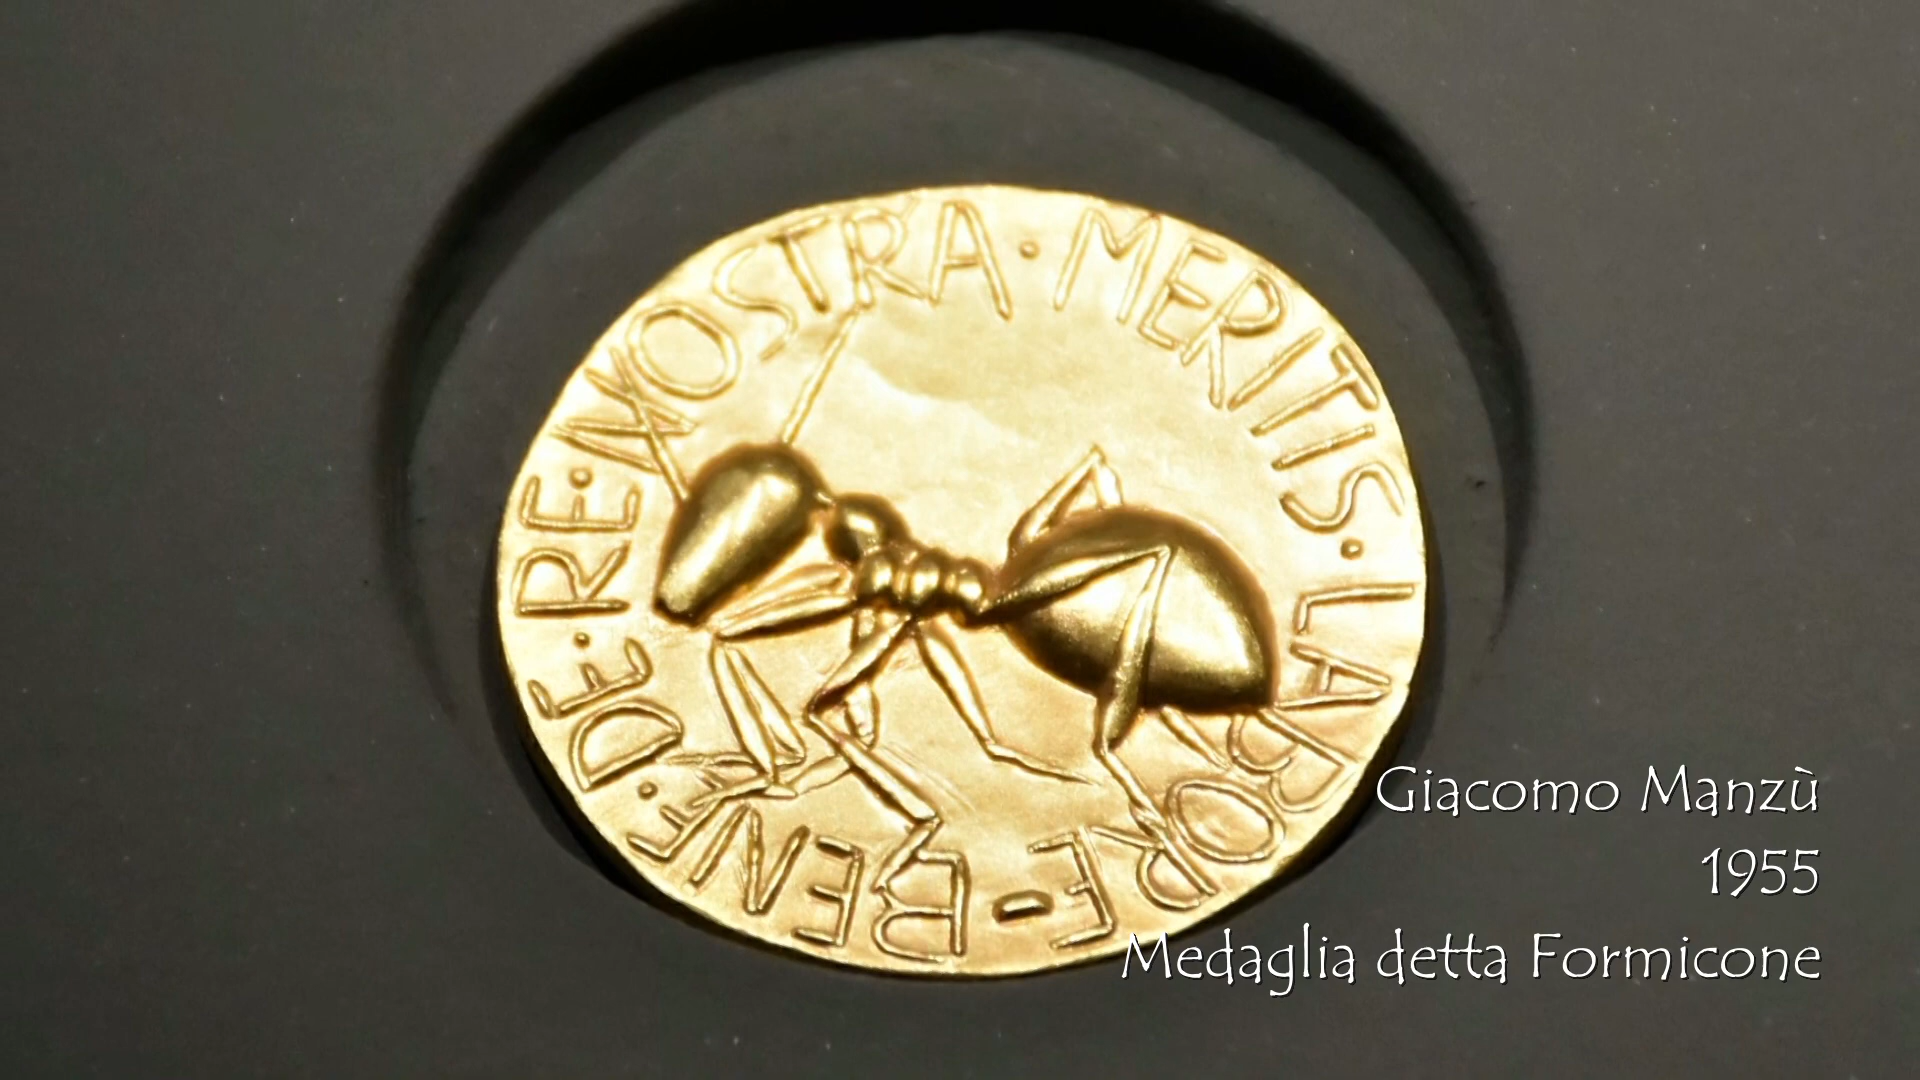 BENE · DE · RE · NOSTRA · MERITIS · LABORE -
Giacomo Manzù
1955
Medaglia detta Formicone